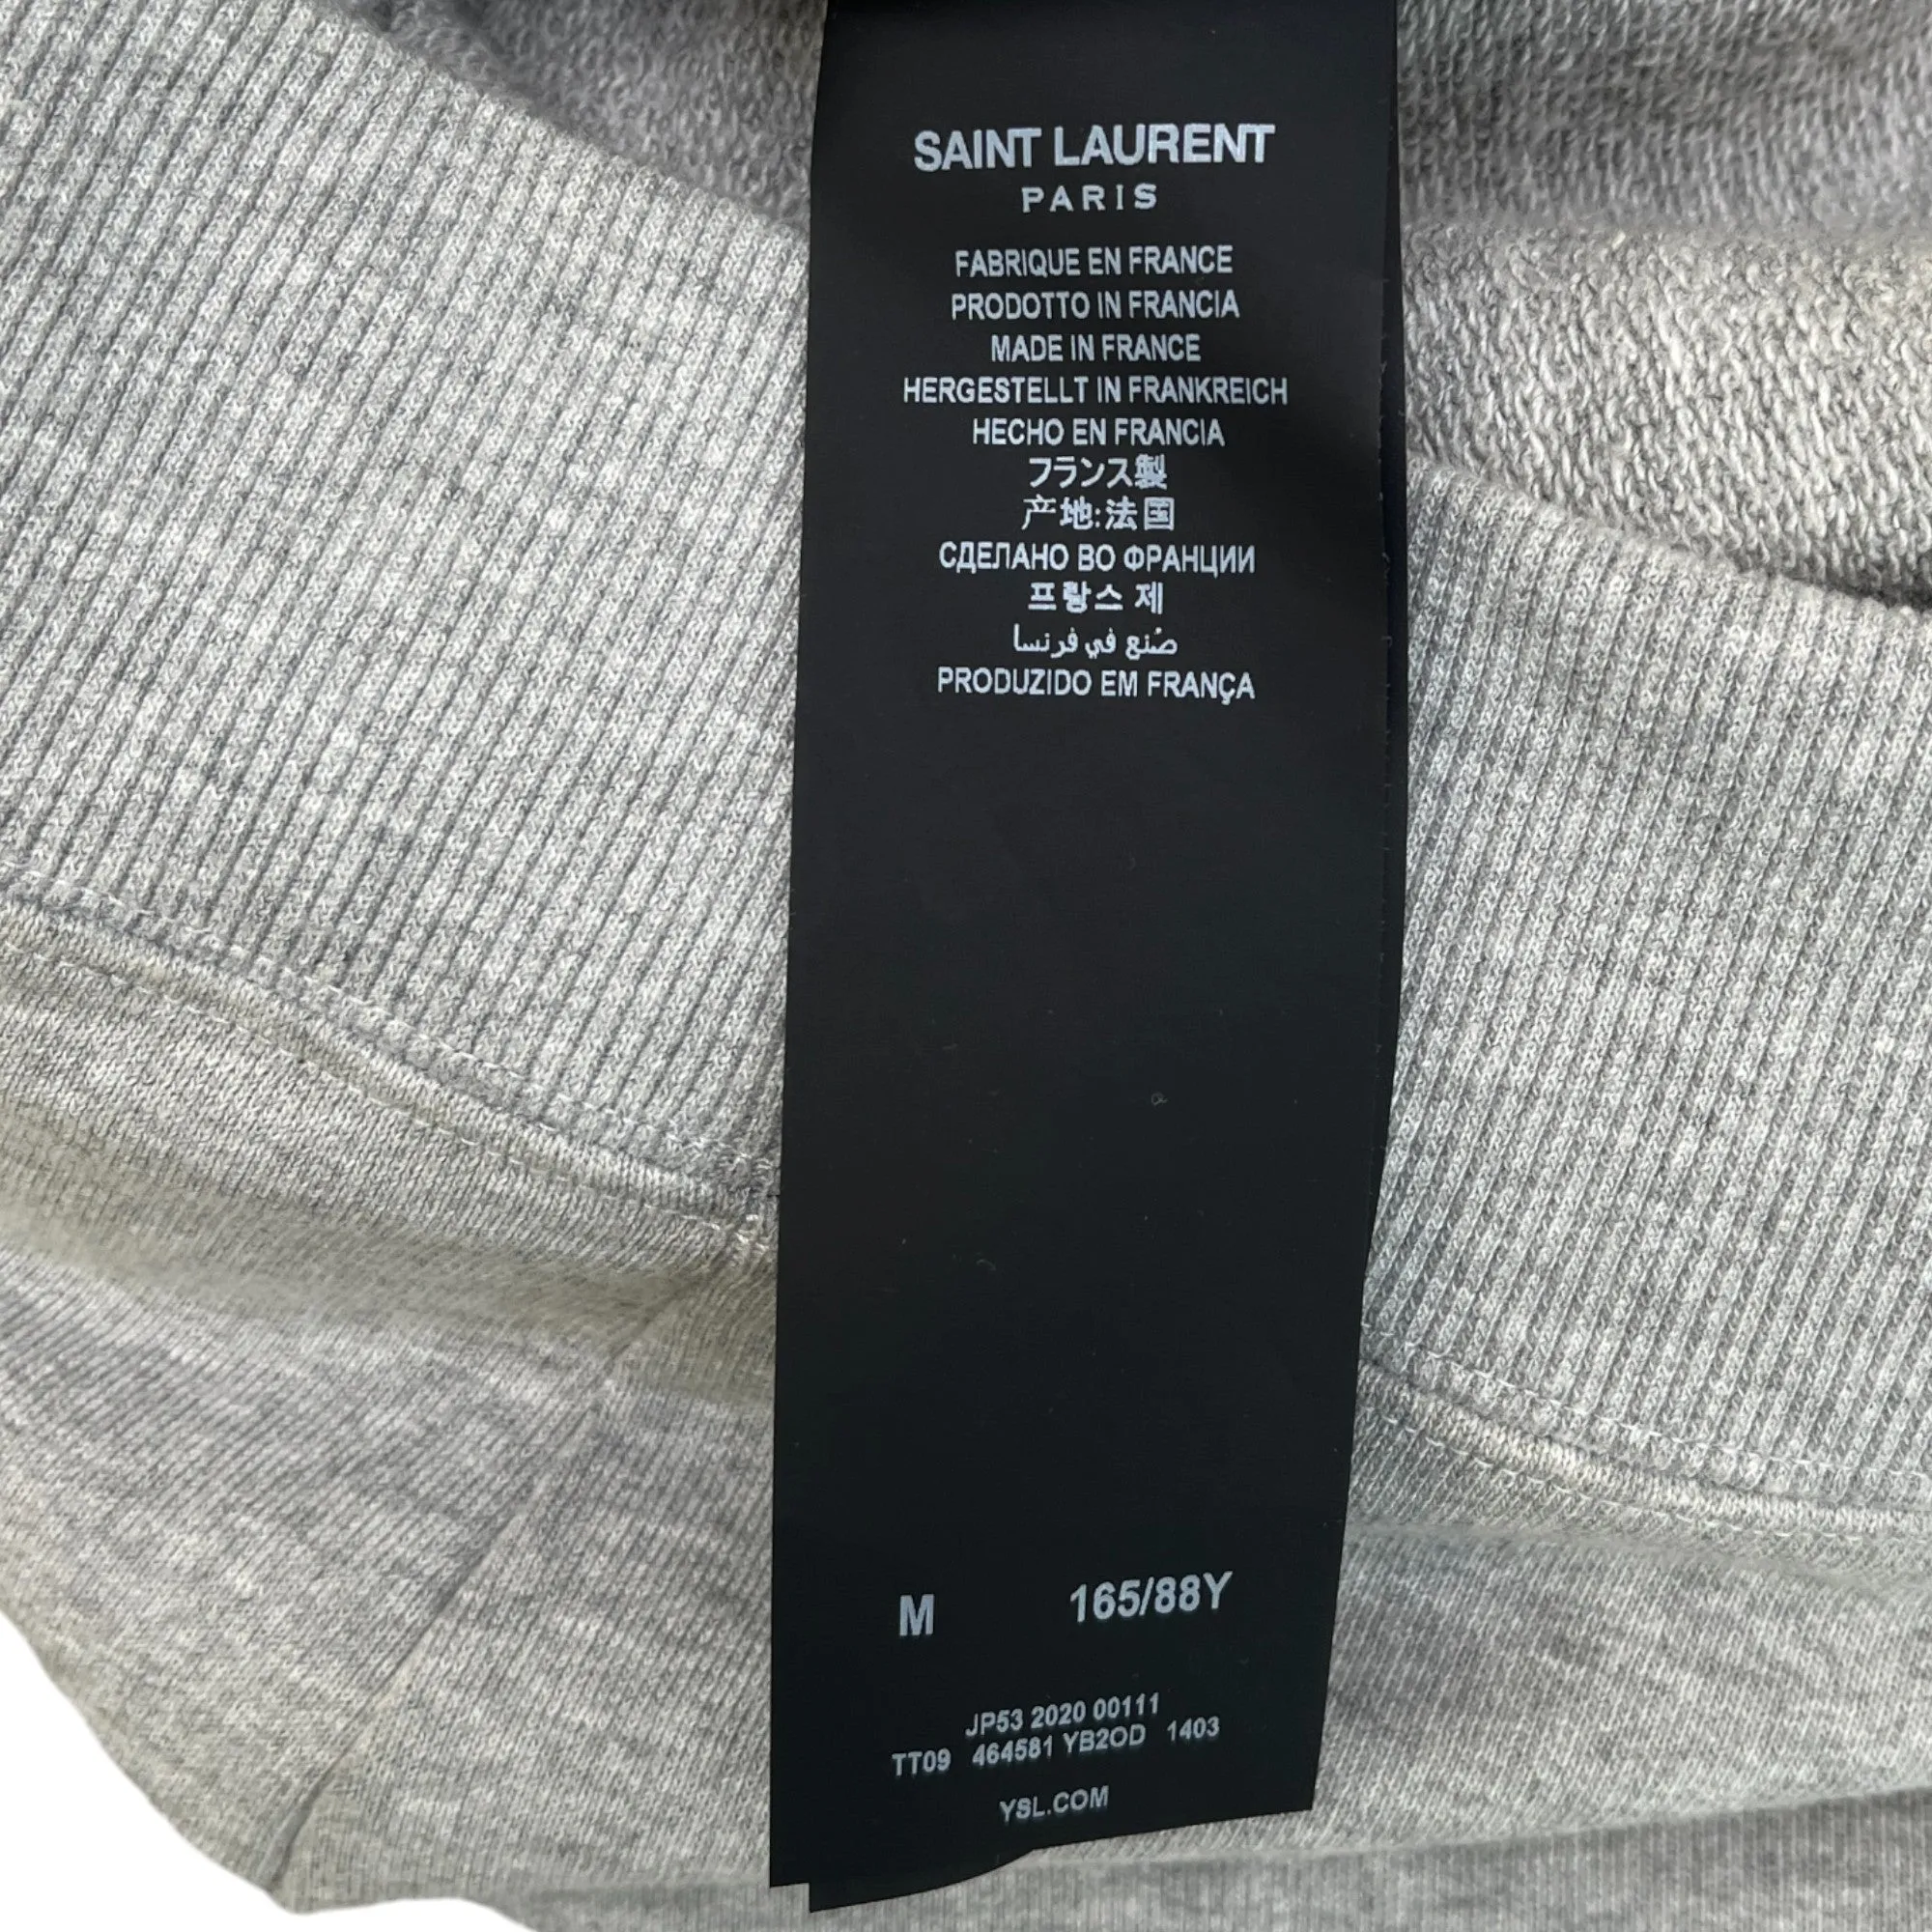 SAINT LAURENT
PARIS
FABRIQUE EN FRANCE
PRODOTTO IN FRANCIA
MADE IN FRANCE
HERGESTELLT IN FRANKREICH
HECHO EN FRANCIA
フランス製
产地:法国
СДЕЛАНО ВО ФРАНЦИИ
프랑스 제
صُنع في فرنسا
PRODUZIDO EM FRANÇA
M 165/88Y
JP53 2020 00111
TT09 464581 YB2OD 1403
YSL.COM